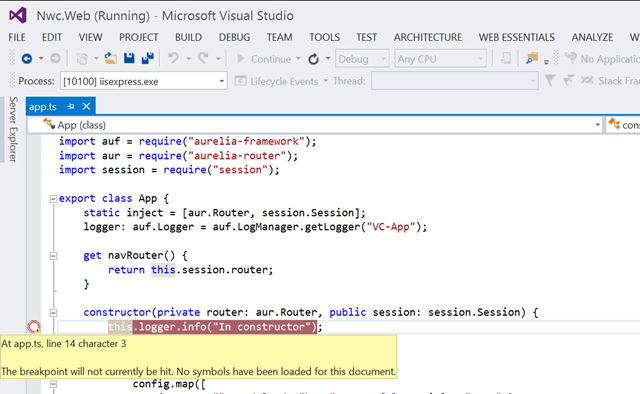 Nwc.Web (Running) - Microsoft Visual Studio
FILE EDIT VIEW PROJECT BUILD DEBUG TEAM TOOLS TEST ARCHITECTURE WEB ESSENTIALS ANALYZE W
Continue Debug Any CPU No Applicatio
Process: [10100] iisexpress.exe Lifecycle Events Thread: Stack Fram
Server Explorer
app.ts
App (class) cons
import auf = require("aurelia-framework");
import aur = require("aurelia-router");
import session = require("session");
export class App {
static inject = [aur.Router, session.Session];
logger: auf.Logger = auf.LogManager.getLogger("VC-App");
get navRouter() {
return this.session.router;
}
constructor(private router: aur.Router, public session: session.Session) {
this.logger.info("In constructor");
At app.ts, line 14 character 3
The breakpoint will not currently be hit. No symbols have been loaded for this document.
config.map([